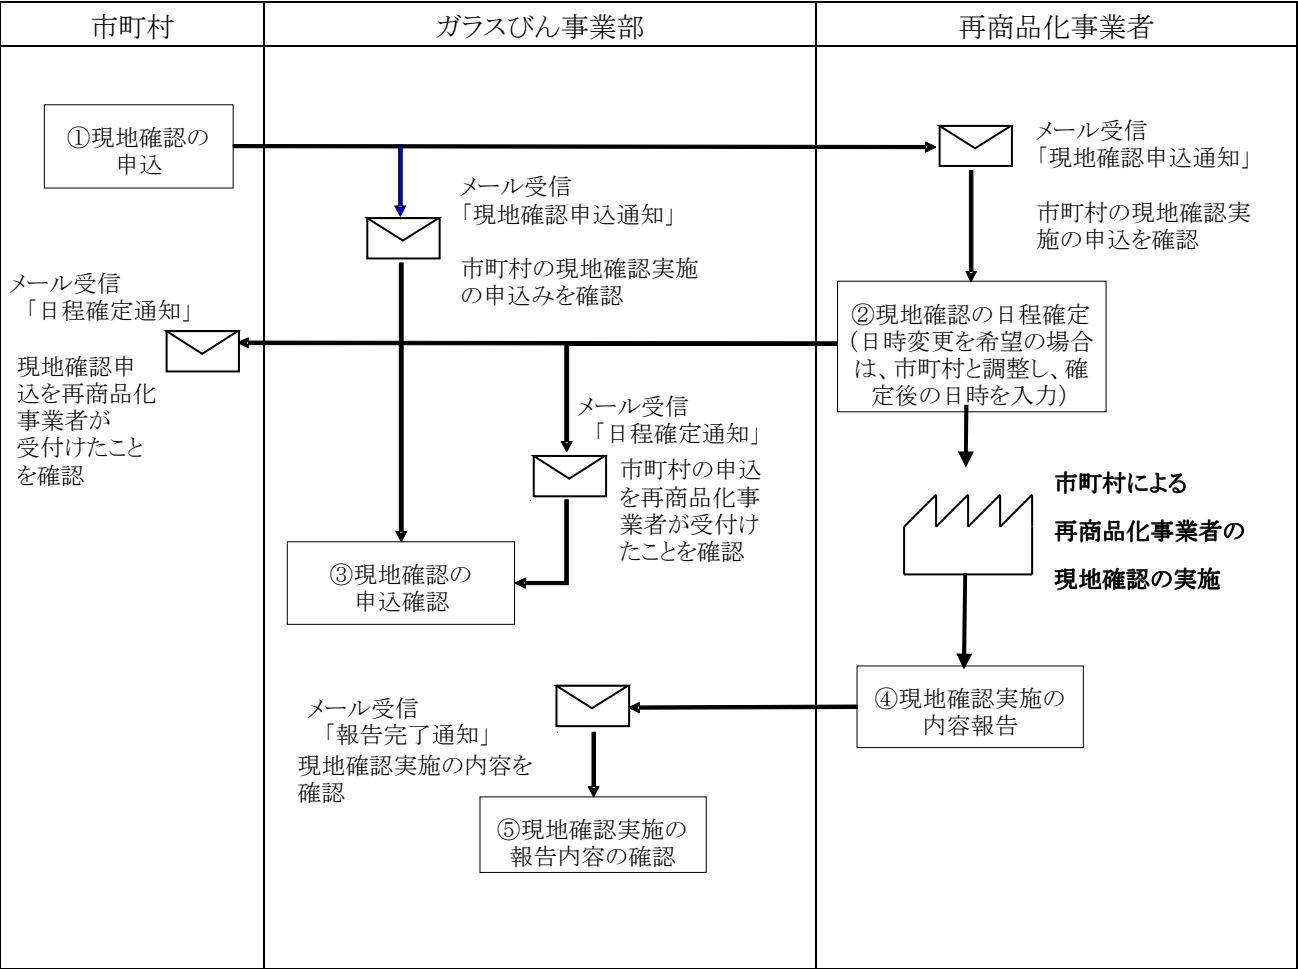 市町村
ガラスびん事業部
再商品化事業者
①現地確認の
申込
メール受信
「現地確認申込通知」
市町村の現地確認実
施の申込を確認
メール受信
「現地確認申込通知」
市町村の現地確認実施
の申込みを確認
メール受信
「日程確定通知」
現地確認申
込を再商品化
事業者が
受付けたこと
を確認
②現地確認の日程確定
(日時変更を希望の場合
は、市町村と調整し、確
定後の日時を入力)
メール受信
「日程確定通知」
市町村の申込
を再商品化事
業者が受付け
たことを確認
市町村による
再商品化事業者の
現地確認の実施
③現地確認の
申込確認
④現地確認実施の
内容報告
メール受信
「報告完了通知」
現地確認実施の内容を
確認
⑤現地確認実施の
報告内容の確認